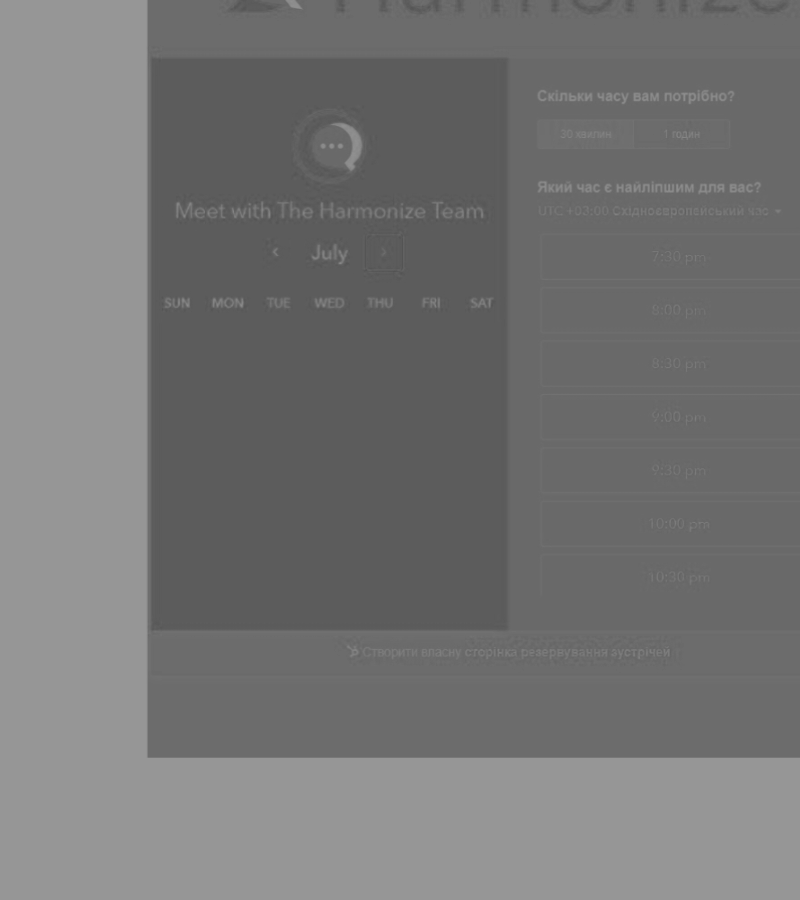 Harmonize
Meet with The Harmonize Team
‹ July ›
SUN MON TUE WED THU FRI SAT
Скільки часу вам потрібно?
30 хвилин 1 годин
Який час є найліпшим для вас?
UTC +03:00 Східноєвропейський час
7:30 pm
8:00 pm
8:30 pm
9:00 pm
9:30 pm
10:00 pm
10:30 pm
Створити власну сторінка резервування зустрічей